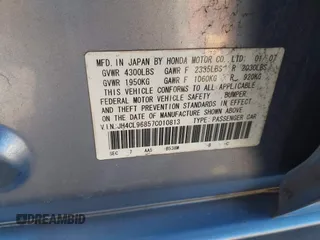 MFD. IN JAPAN BY HONDA MOTOR CO., LTD. 01/07
GVWR 4300LBS GAWR F 2335LBS R 2030LBS
GVWR 1950KG GAWR F 1060KG R 920KG
THIS VEHICLE CONFORMS TO ALL APPLICABLE
FEDERAL MOTOR VEHICLE SAFETY, BUMPER,
AND THEFT PREVENTION STANDARDS IN EFFECT
ON THE DATE OF MANUFACTURE SHOWN ABOVE.
V.I.N. JH4CL96857C010813 TYPE: PASSENGER CAR
DREAMBID